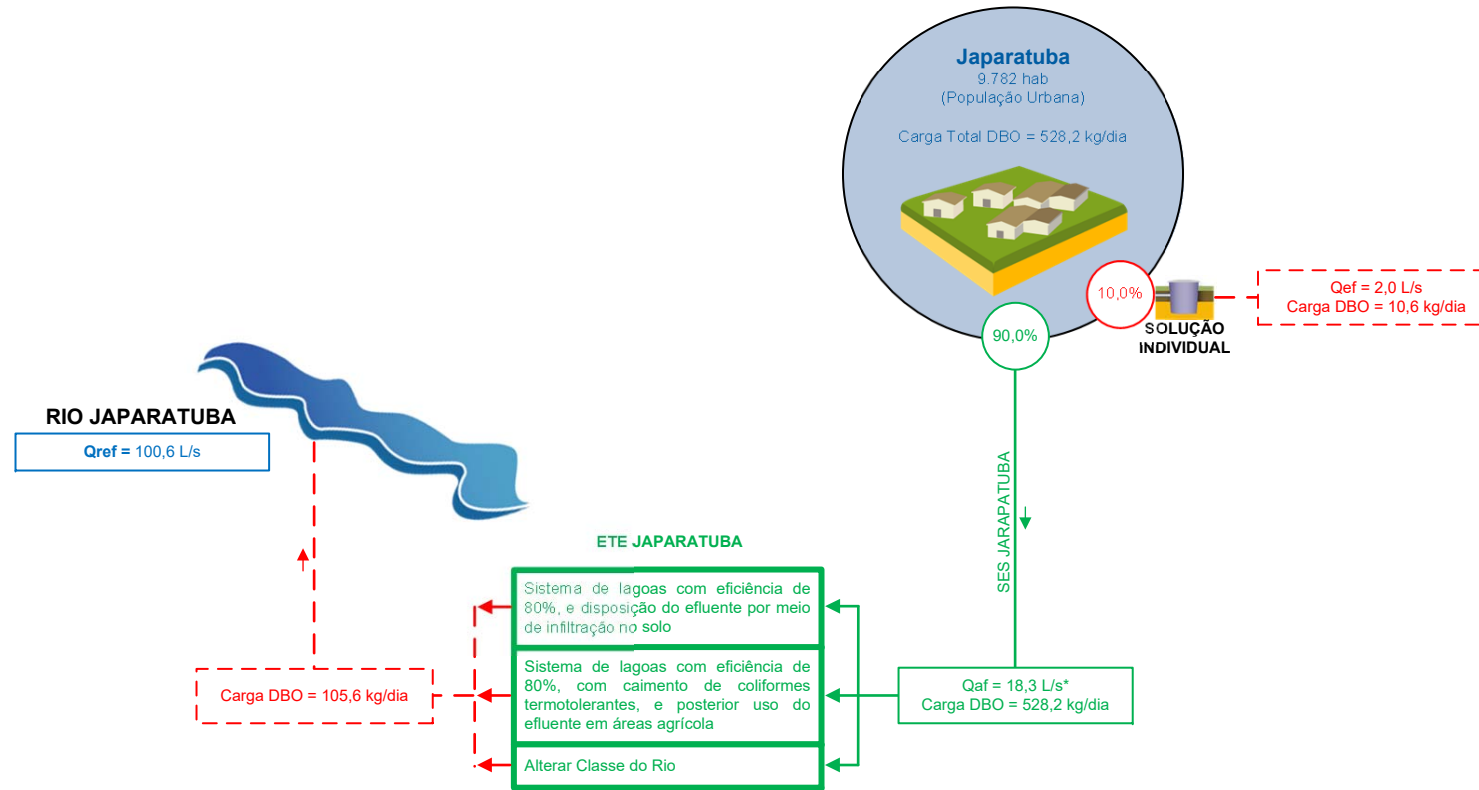 Japaratuba
9.782 hab
(População Urbana)
Carga Total DBO = 528,2 kg/dia
10,0%
SOLUÇÃO
INDIVIDUAL
Qef = 2,0 L/s
Carga DBO = 10,6 kg/dia
90,0%
RIO JAPARATUBA
Qref = 100,6 L/s
SES JARAPATUBA
ETE JAPARATUBA
Sistema de lagoas com eficiência de
80%, e disposição do efluente por meio
de infiltração no solo
Sistema de lagoas com eficiência de
80%, com caimento de coliformes
termotolerantes, e posterior uso do
efluente em áreas agrícola
Alterar Classe do Rio
Carga DBO = 105,6 kg/dia
Qaf = 18,3 L/s*
Carga DBO = 528,2 kg/dia